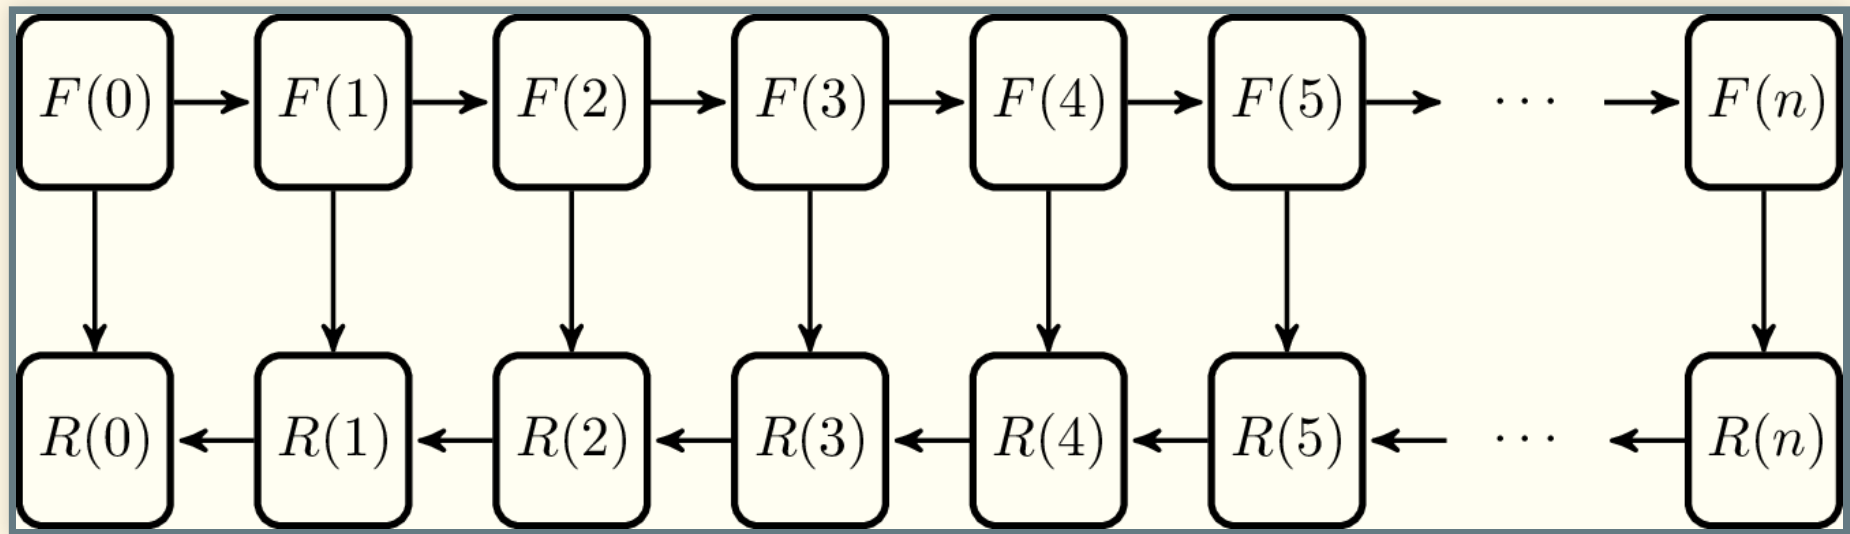 F(0) F(1) F(2) F(3) F(4) F(5) ⋯ F(n)
R(0) R(1) R(2) R(3) R(4) R(5) ⋯ R(n)